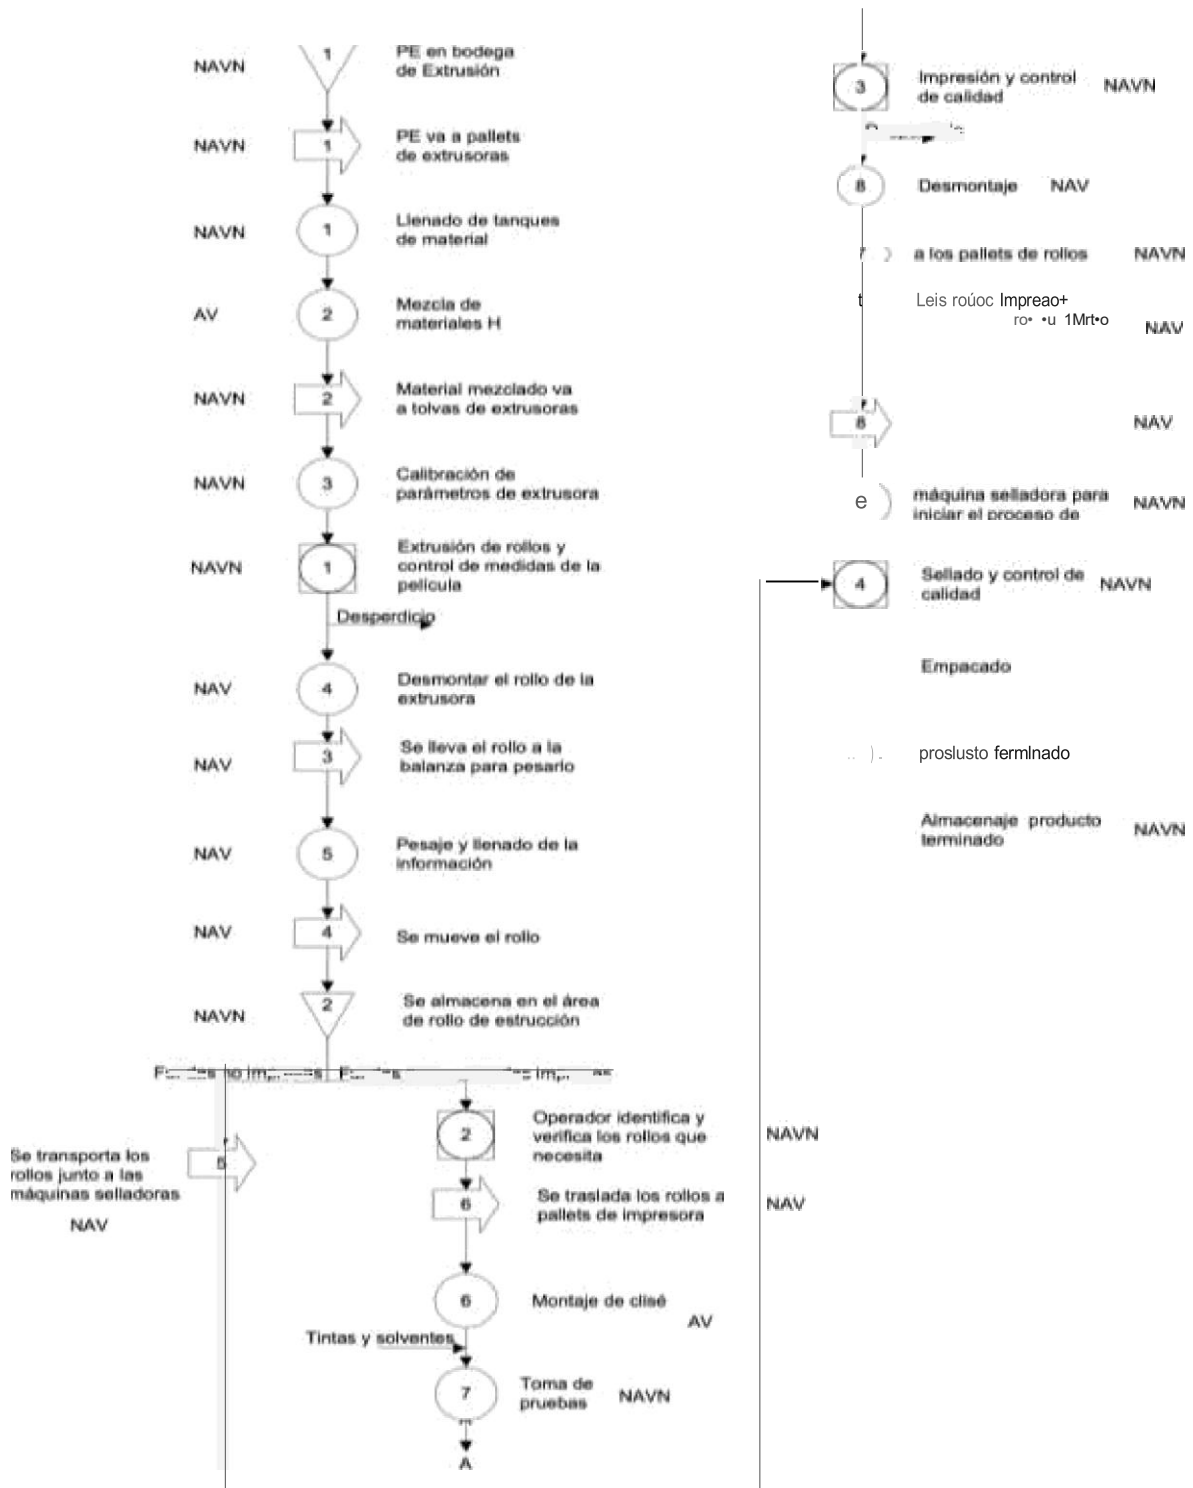 NAVN
1
PE en bodega
de Extrusión
NAVN
1
PE va a pallets
de extrusoras
NAVN
1
Llenado de tanques
de material
AV
2
Mezcla de
materiales H
NAVN
2
Material mezclado va
a tolvas de extrusoras
NAVN
3
Calibración de
parámetros de extrusora
NAVN
1
Extrusión de rollos y
control de medidas de la
película
Desperdicio
NAV
4
Desmontar el rollo de la
extrusora
NAV
3
Se lleva el rollo a la
balanza para pesarlo
NAV
5
Pesaje y llenado de la
información
NAV
4
Se mueve el rollo
NAVN
2
Se almacena en el área
de rollo de estrucción
Se transporta los
rollos junto a las
máquinas selladoras
NAV
5
2
Operador identifica y
verifica los rollos que
necesita
NAVN
6
Se traslada los rollos a
pallets de impresora
NAV
6
Montaje de clisé
AV
Tintas y solventes
7
Toma de
pruebas
NAVN
A
3
Impresión y control
de calidad
NAVN
8
Desmontaje
NAV
a los pallets de rollos
NAVN
t
Leis roúoc Impreao+
ro• •u 1Mrt•o
NAV
8
NAV
e
máquina selladora para
iniciar el proceso de
NAVN
4
Sellado y control de
calidad
NAVN
Empacado
proslusto fermlnado
Almacenaje producto
terminado
NAVN